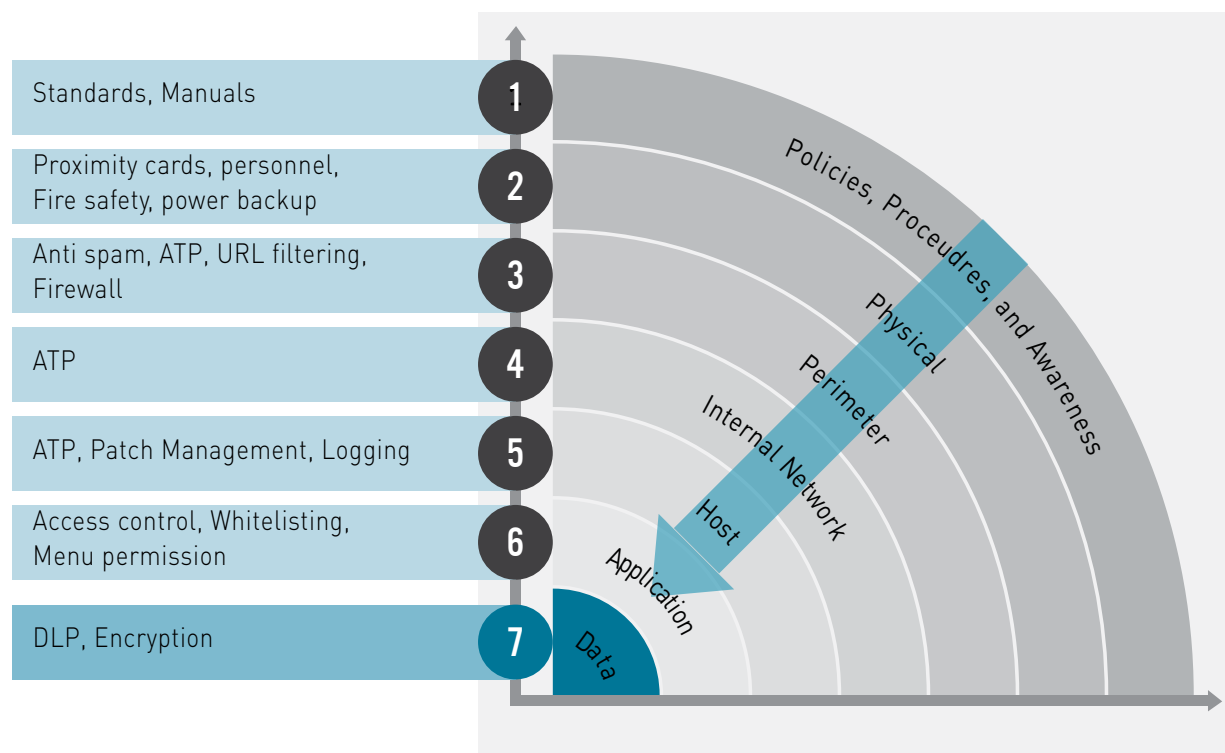 Standards, Manuals
1
Proximity cards, personnel,
Fire safety, power backup
2
Anti spam, ATP, URL filtering,
Firewall
3
ATP
4
ATP, Patch Management, Logging
5
Access control, Whitelisting,
Menu permission
6
DLP, Encryption
7
Policies, Proceudres, and Awareness
Physical
Perimeter
Internal Network
Host
Application
Data